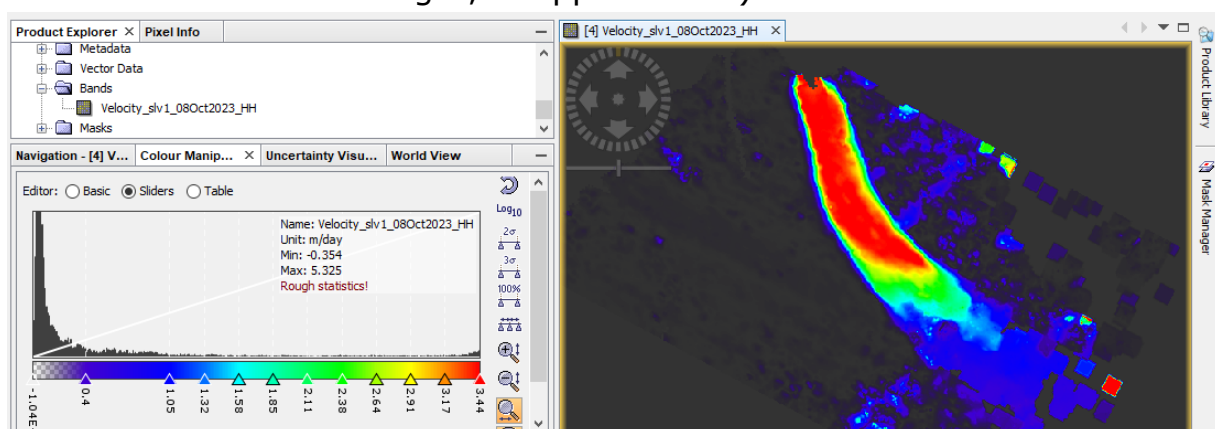 Product Explorer × Pixel Info
Metadata
Vector Data
Bands
Velocity_slv1_08Oct2023_HH
Masks
Navigation - [4] V... Colour Manip... × Uncertainty Visu... World View
Editor: Basic Sliders Table
Name: Velocity_slv1_08Oct2023_HH
Unit: m/day
Min: -0.354
Max: 5.325
Rough statistics!
Log10
2σ
3σ
100%
-1.04E-
0.4
1.05
1.32
1.58
1.85
2.11
2.38
2.64
2.91
3.17
3.44
[4] Velocity_slv1_08Oct2023_HH ×
Product Library
Mask Manager